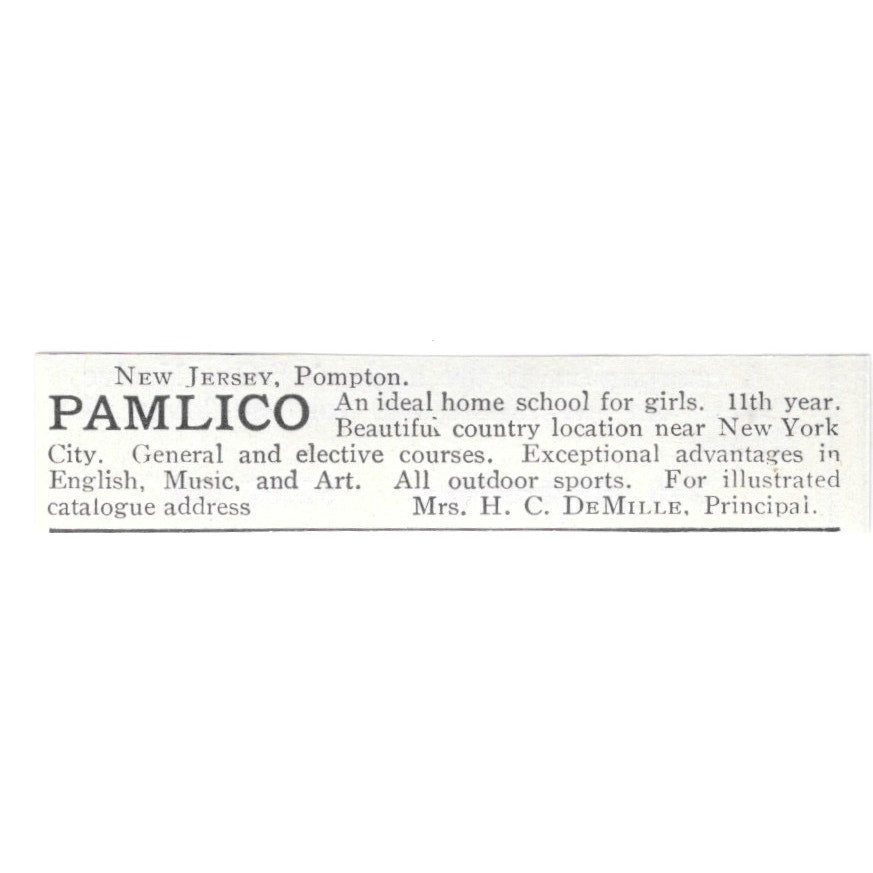 NEW JERSEY, Pompton.
PAMLICO An ideal home school for girls. 11th year.
Beautiful country location near New York
City. General and elective courses. Exceptional advantages in
English, Music, and Art. All outdoor sports. For illustrated
catalogue address Mrs. H. C. DEMILLE, Principal.